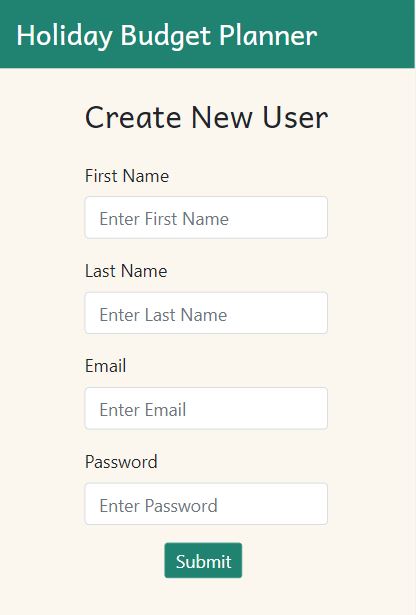 Holiday Budget Planner
Create New User
First Name
Enter First Name
Last Name
Enter Last Name
Email
Enter Email
Password
Enter Password
Submit